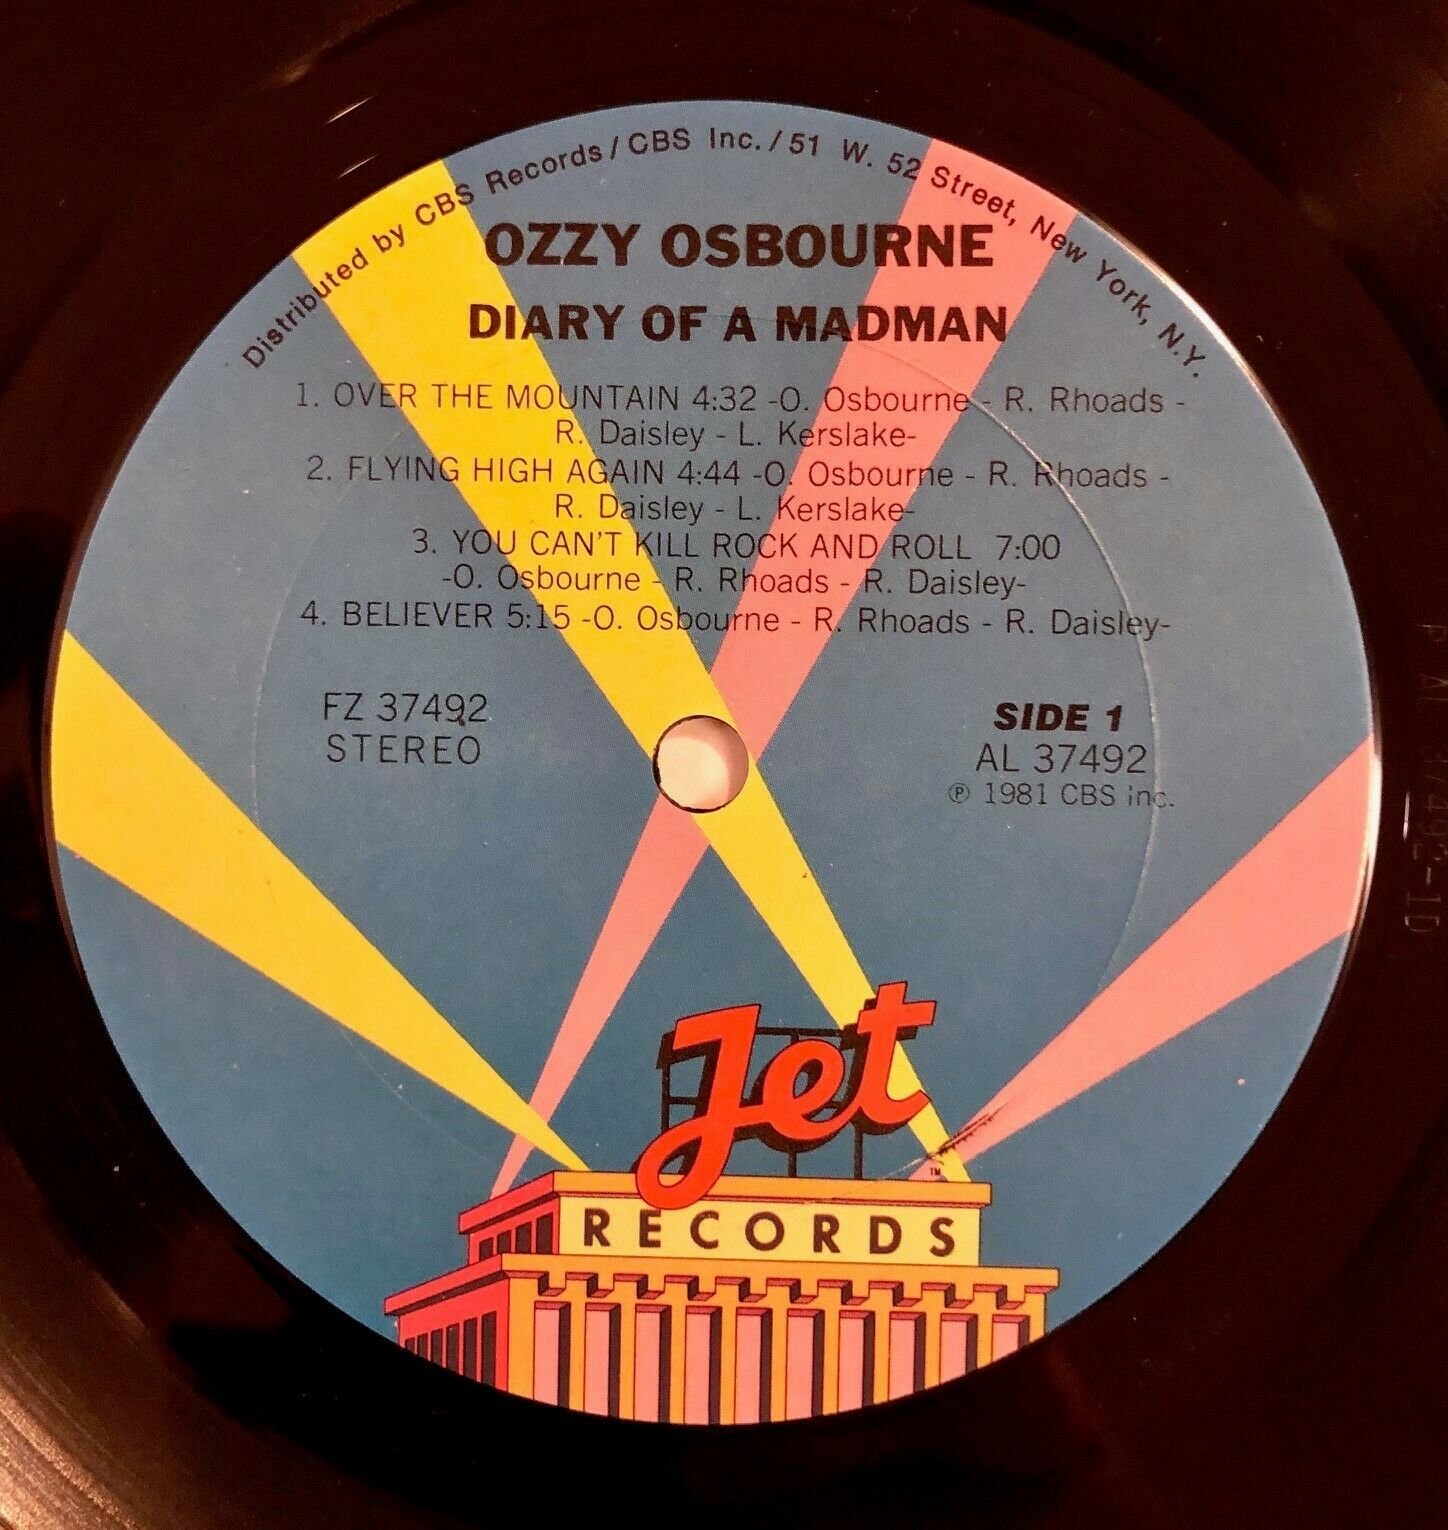 Distributed by CBS Records / CBS Inc. / 51 W. 52 Street, New York, N.Y.
OZZY OSBOURNE
DIARY OF A MADMAN
1. OVER THE MOUNTAIN 4:32 -O. Osbourne - R. Rhoads -
R. Daisley - L. Kerslake-
2. FLYING HIGH AGAIN 4:44 -O. Osbourne - R. Rhoads -
R. Daisley - L. Kerslake-
3. YOU CAN'T KILL ROCK AND ROLL 7:00
-O. Osbourne - R. Rhoads - R. Daisley-
4. BELIEVER 5:15 -O. Osbourne - R. Rhoads - R. Daisley-
FZ 37492
STEREO
SIDE 1
AL 37492
℗ 1981 CBS inc.
Jet
TM
RECORDS